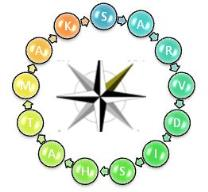 S A R V D I S H A T M A K